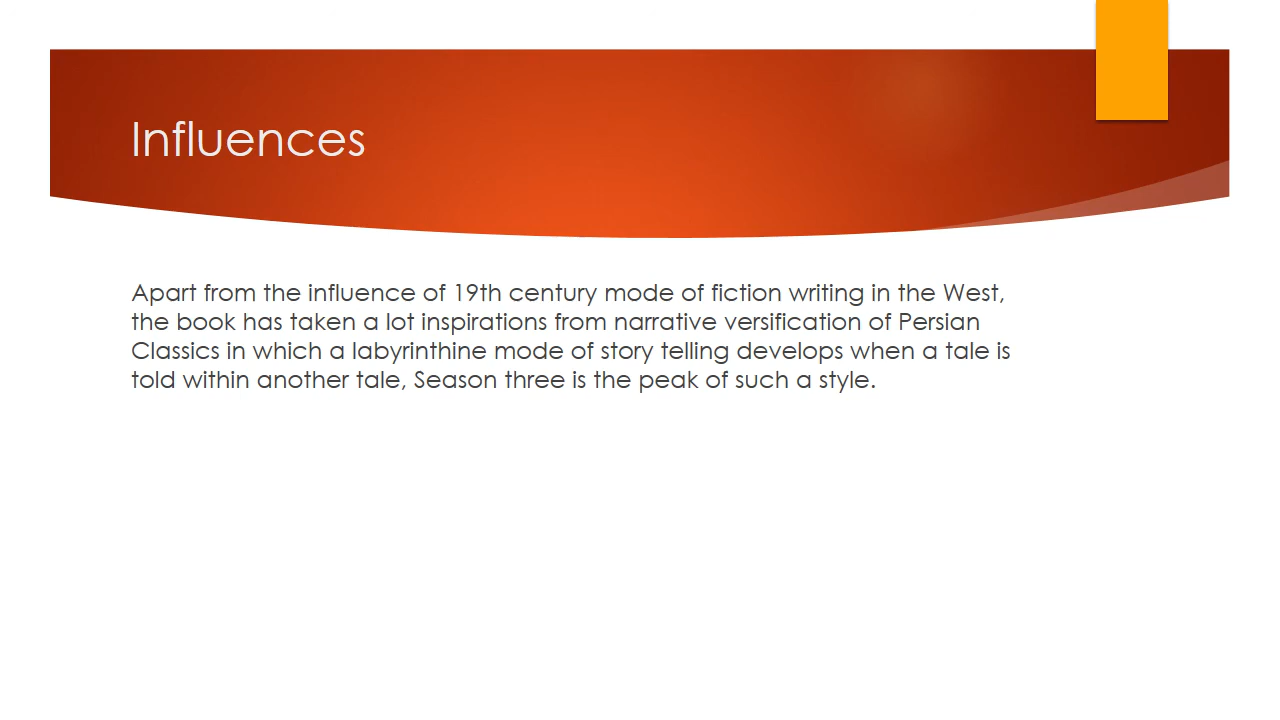 Influences
Apart from the influence of 19th century mode of fiction writing in the West,
the book has taken a lot inspirations from narrative versification of Persian
Classics in which a labyrinthine mode of story telling develops when a tale is
told within another tale, Season three is the peak of such a style.